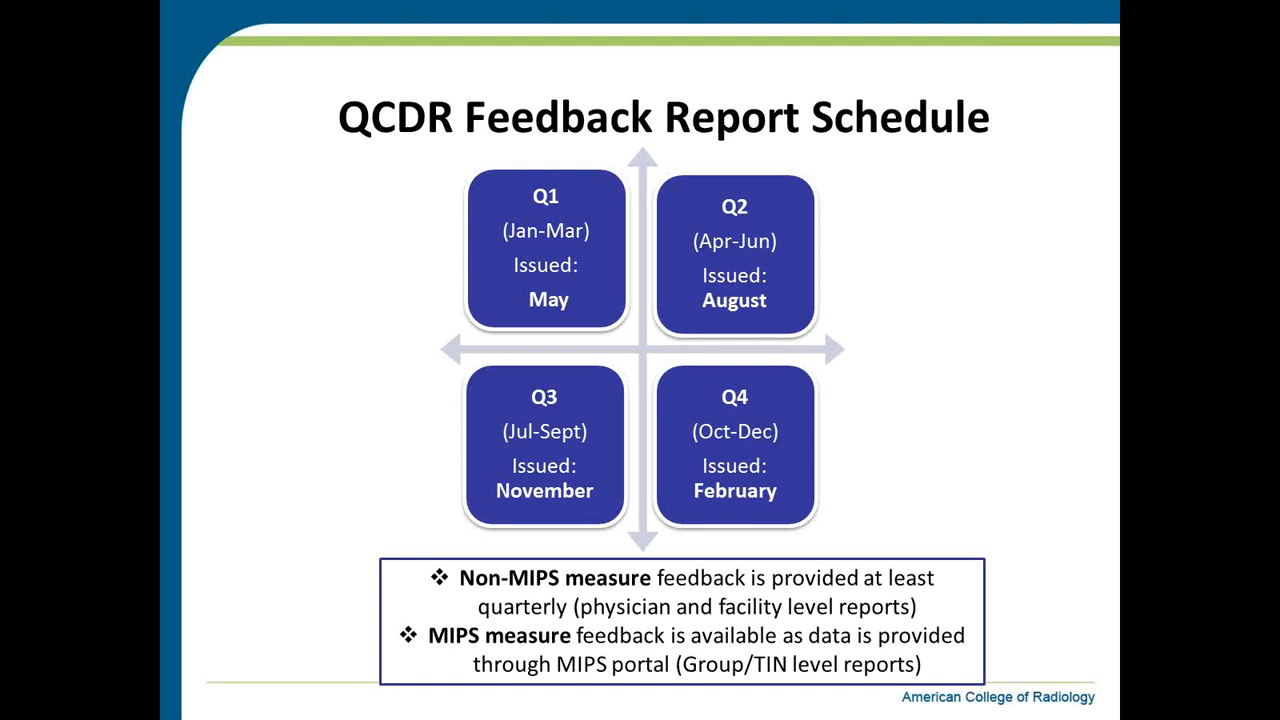 QCDR Feedback Report Schedule
Q1
(Jan-Mar)
Issued:
May
Q2
(Apr-Jun)
Issued:
August
Q3
(Jul-Sept)
Issued:
November
Q4
(Oct-Dec)
Issued:
February
❖ Non-MIPS measure feedback is provided at least
quarterly (physician and facility level reports)
❖ MIPS measure feedback is available as data is provided
through MIPS portal (Group/TIN level reports)
American College of Radiology